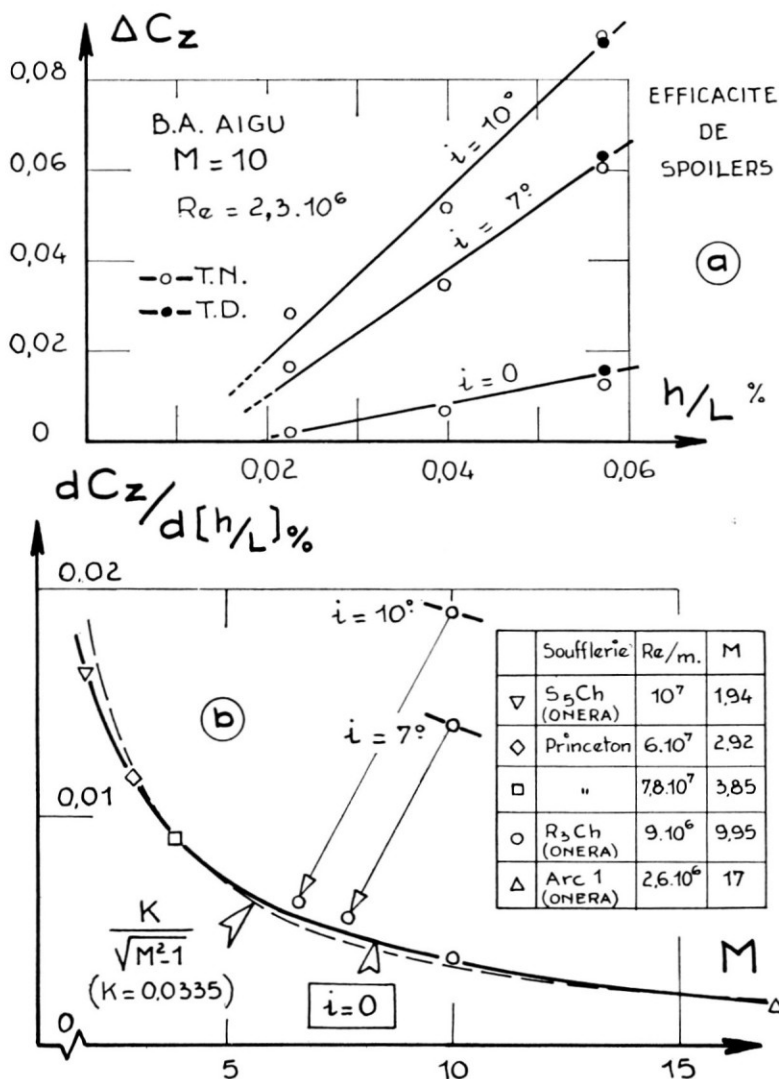 ΔCz
0,08
0,06
0,04
0,02
0
B.A. AIGU
M = 10
Re = 2,3.10⁶
T.N.
T.D.
i = 10°
i = 7°
i = 0
EFFICACITE
DE
SPOILERS
a
h/L %
0,02
0,04
0,06
dCz/d[h/L]%
0,02
0,01
0
i = 10°
i = 7°
b
Soufflerie Re/m. M
S5Ch 10⁷ 1,94
(ONERA)
Princeton 6.10⁷ 2,92
" 7,8.10⁷ 3,85
R3Ch 9.10⁶ 9,95
(ONERA)
Arc 1 2,6.10⁶ 17
(ONERA)
K
√M²-1
(K = 0,0335)
i = 0
M
5
10
15